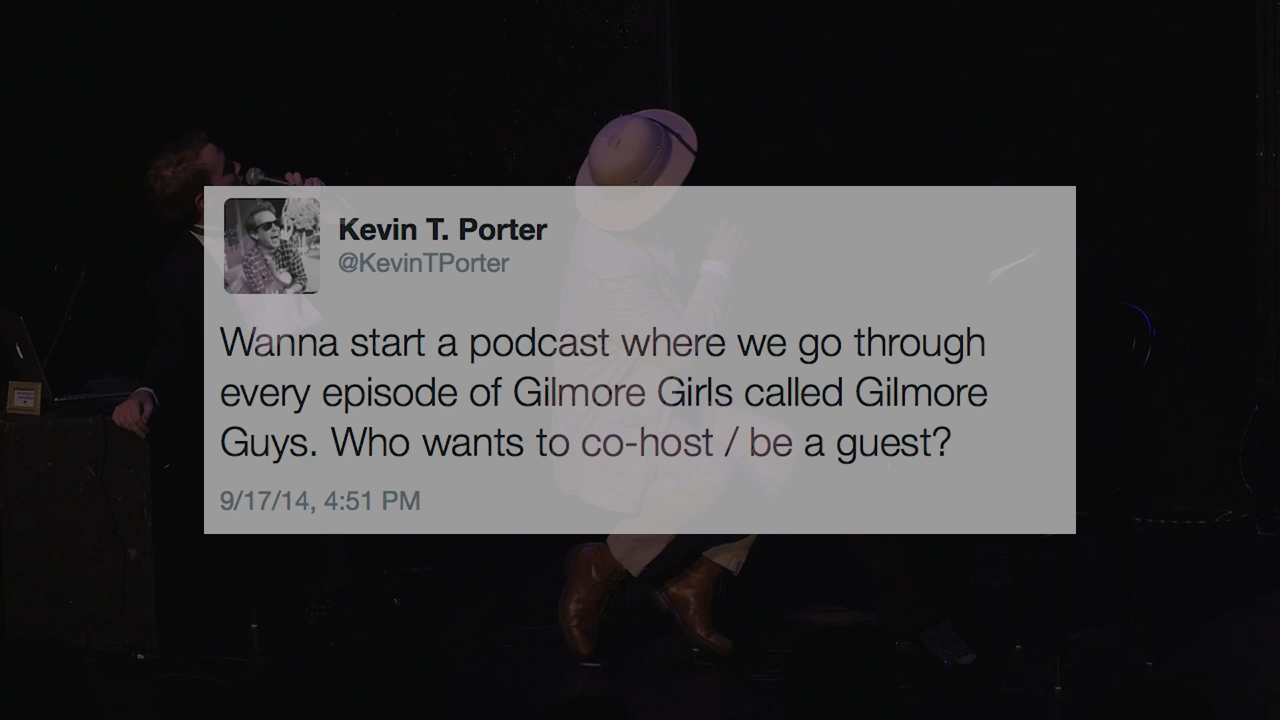 Kevin T. Porter
@KevinTPorter
Wanna start a podcast where we go through
every episode of Gilmore Girls called Gilmore
Guys. Who wants to co-host / be a guest?
9/17/14, 4:51 PM